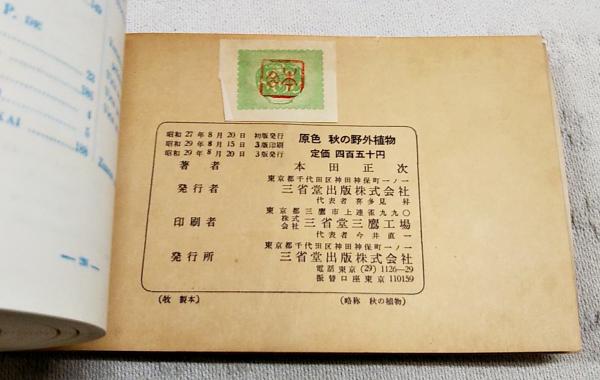 P. DE
22
186
4
5
KAI
188
昭和27年8月20日 初版発行
昭和29年8月15日 3版印刷
昭和29年8月20日 3版発行
原色 秋の野外植物
定価 四百五十円
著者 本田正次
発行者
東京都千代田区神田神保町一ノ一
三省堂出版株式会社
代表者 喜多見 昇
印刷者
東京都三鷹市上連雀九九〇
株式会社 三省堂三鷹工場
代表者 今井直一
発行所
東京都千代田区神田神保町一ノ一
三省堂出版株式会社
電話 東京 (29) 1126―29
振替口座東京 110159
(牧 製本)
(略称 秋の植物)